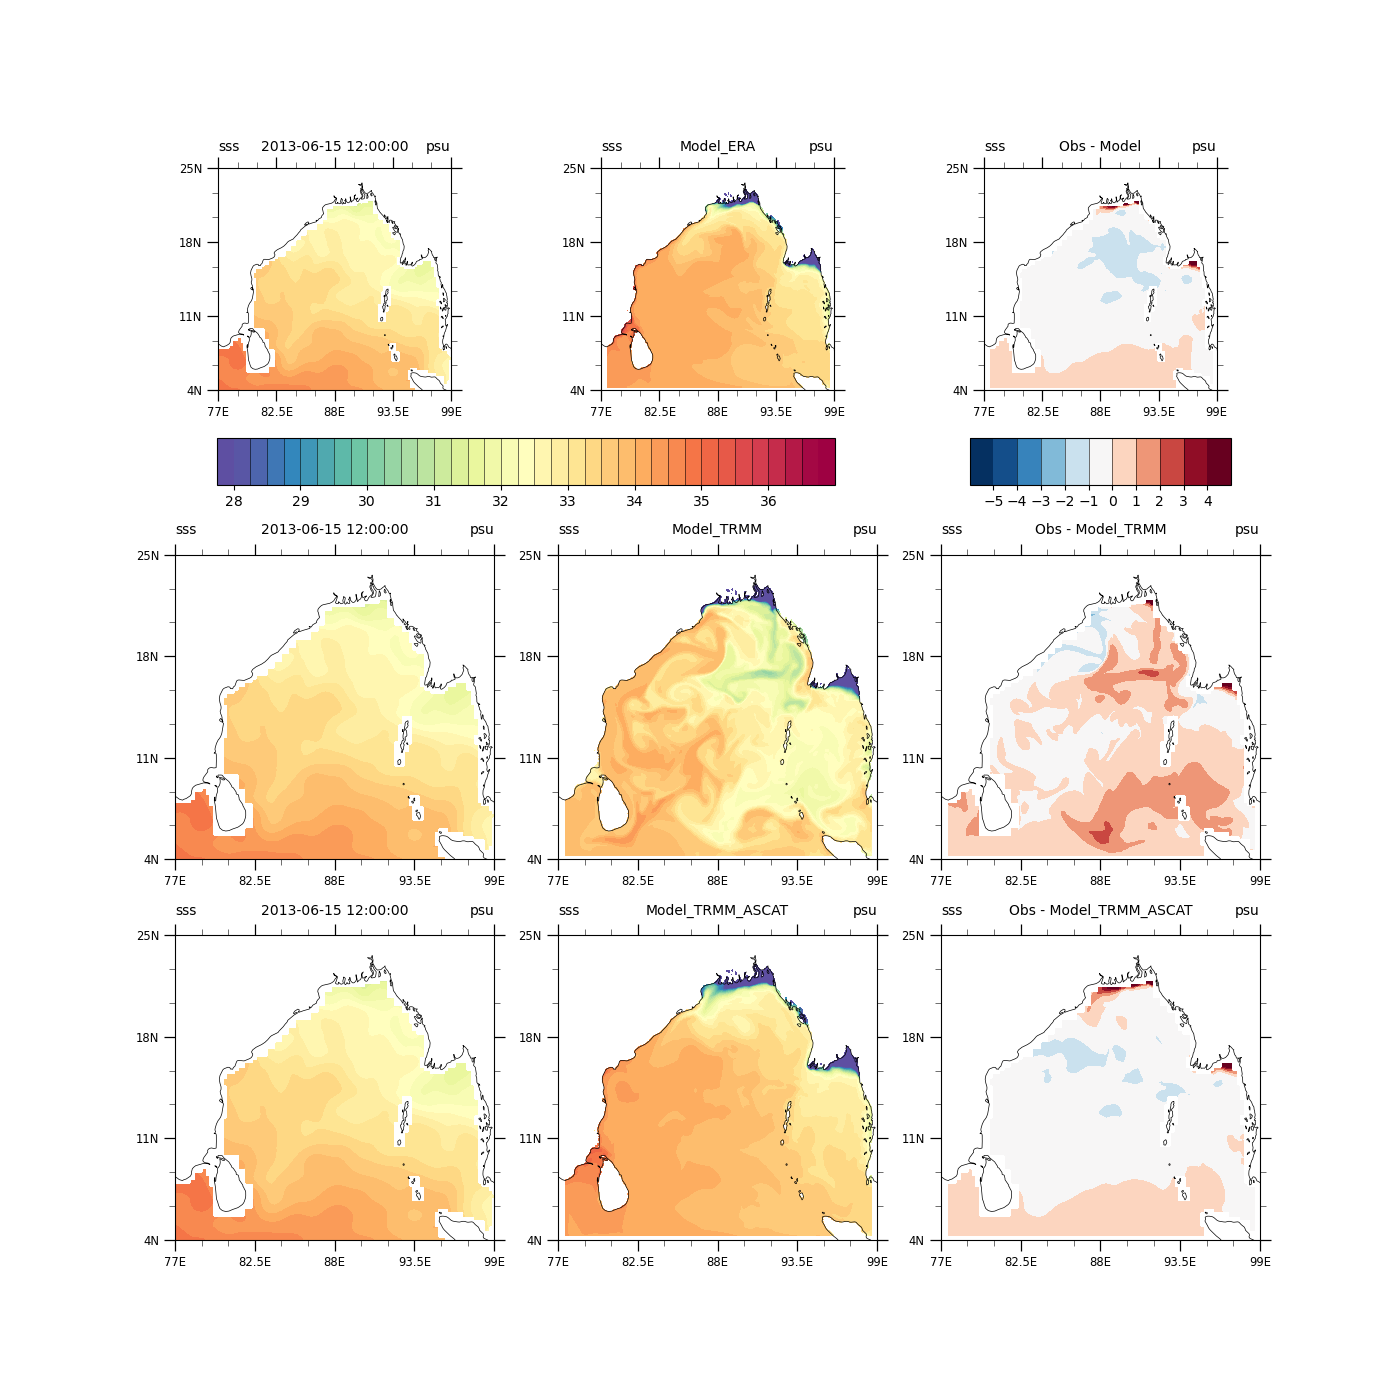 sss 2013-06-15 12:00:00 psu
sss Model_ERA psu
sss Obs - Model psu
25N 18N 11N 4N
77E 82.5E 88E 93.5E 99E
25N 18N 11N 4N
77E 82.5E 88E 93.5E 99E
25N 18N 11N 4N
77E 82.5E 88E 93.5E 99E
28 29 30 31 32 33 34 35 36
−5 −4 −3 −2 −1 0 1 2 3 4
sss 2013-06-15 12:00:00 psu
sss Model_TRMM psu
sss Obs - Model_TRMM psu
25N 18N 11N 4N
77E 82.5E 88E 93.5E 99E
25N 18N 11N 4N
77E 82.5E 88E 93.5E 99E
25N 18N 11N 4N
77E 82.5E 88E 93.5E 99E
sss 2013-06-15 12:00:00 psu
sss Model_TRMM_ASCAT psu
sss Obs - Model_TRMM_ASCAT psu
25N 18N 11N 4N
77E 82.5E 88E 93.5E 99E
25N 18N 11N 4N
77E 82.5E 88E 93.5E 99E
25N 18N 11N 4N
77E 82.5E 88E 93.5E 99E